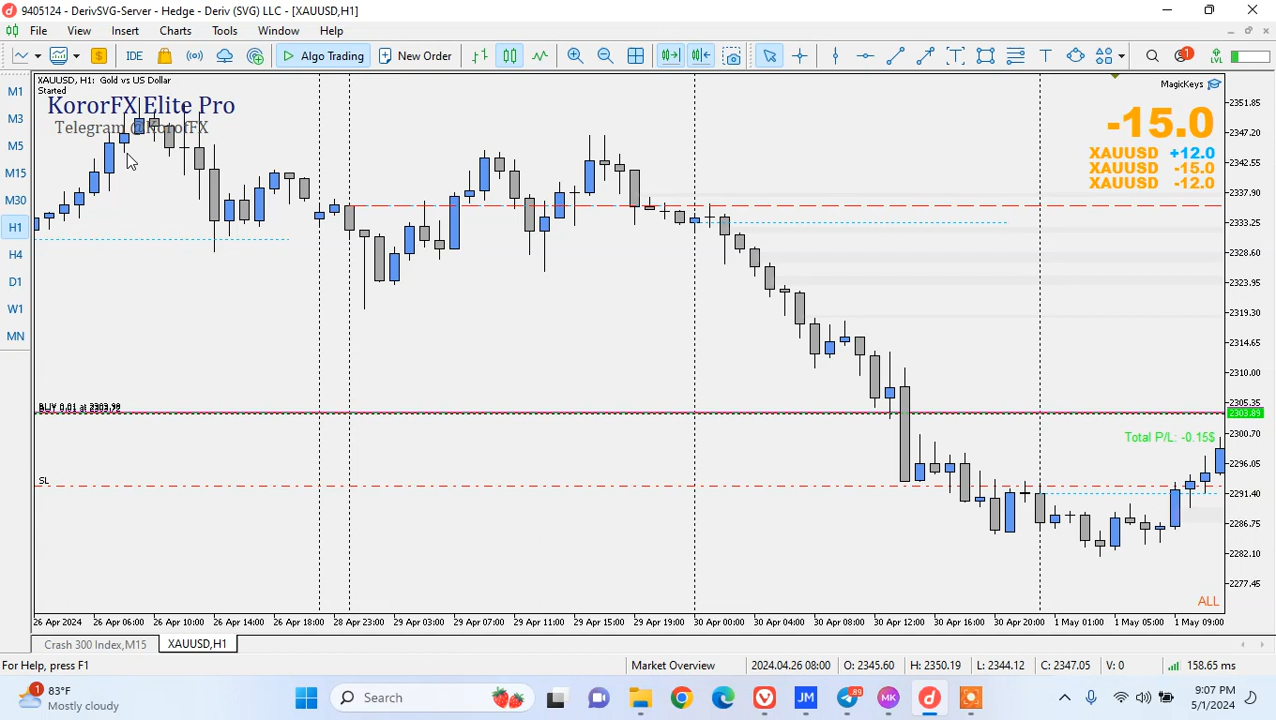 9405124 - DerivSVG-Server - Hedge - Deriv (SVG) LLC - [XAUUSD,H1]
File View Insert Charts Tools Window Help
IDE Algo Trading New Order 1 LVL
M1
M3
M5
M15
M30
H1
H4
D1
W1
MN
XAUUSD, H1: Gold vs US Dollar
Started
KororFX Elite Pro
Telegram @KorofFX
MagicKeys
-15.0
XAUUSD +12.0
XAUUSD -15.0
XAUUSD -12.0
2351.85
2347.20
2342.55
2337.90
2333.25
2328.60
2323.95
2319.30
2314.65
2310.00
2305.35
2303.89
2300.70
2296.05
2291.40
2286.75
2282.10
2277.45
BUY 0.01 at
Total P/L: -0.15$
SL
ALL
26 Apr 2024 26 Apr 06:00 26 Apr 10:00 26 Apr 14:00 26 Apr 18:00 28 Apr 23:00 29 Apr 03:00 29 Apr 07:00 29 Apr 11:00 29 Apr 15:00 29 Apr 19:00 30 Apr 00:00 30 Apr 04:00 30 Apr 08:00 30 Apr 12:00 30 Apr 16:00 30 Apr 20:00 1 May 01:00 1 May 05:00 1 May 09:00
Crash 300 Index,M15 XAUUSD,H1
For Help, press F1 Market Overview 2024.04.26 08:00 O: 2345.60 H: 2350.19 L: 2344.12 C: 2347.05 V: 0 158.65 ms
1 83°F
Mostly cloudy
Search
JM
89
MK
9:07 PM
5/1/2024